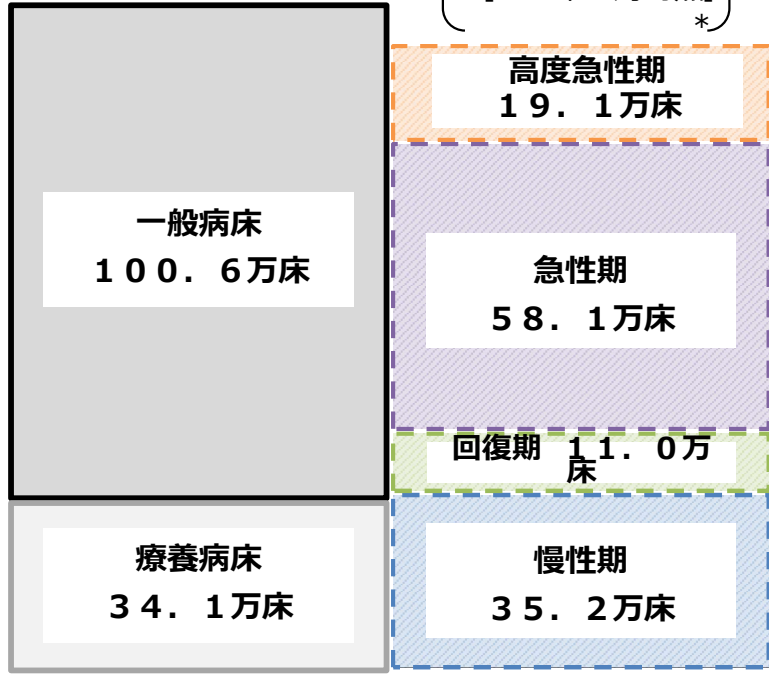 *
高度急性期
１９．１万床
一般病床
１００．６万床
急性期
５８．１万床
回復期　１１．０万
床
療養病床
３４．１万床
慢性期
３５．２万床